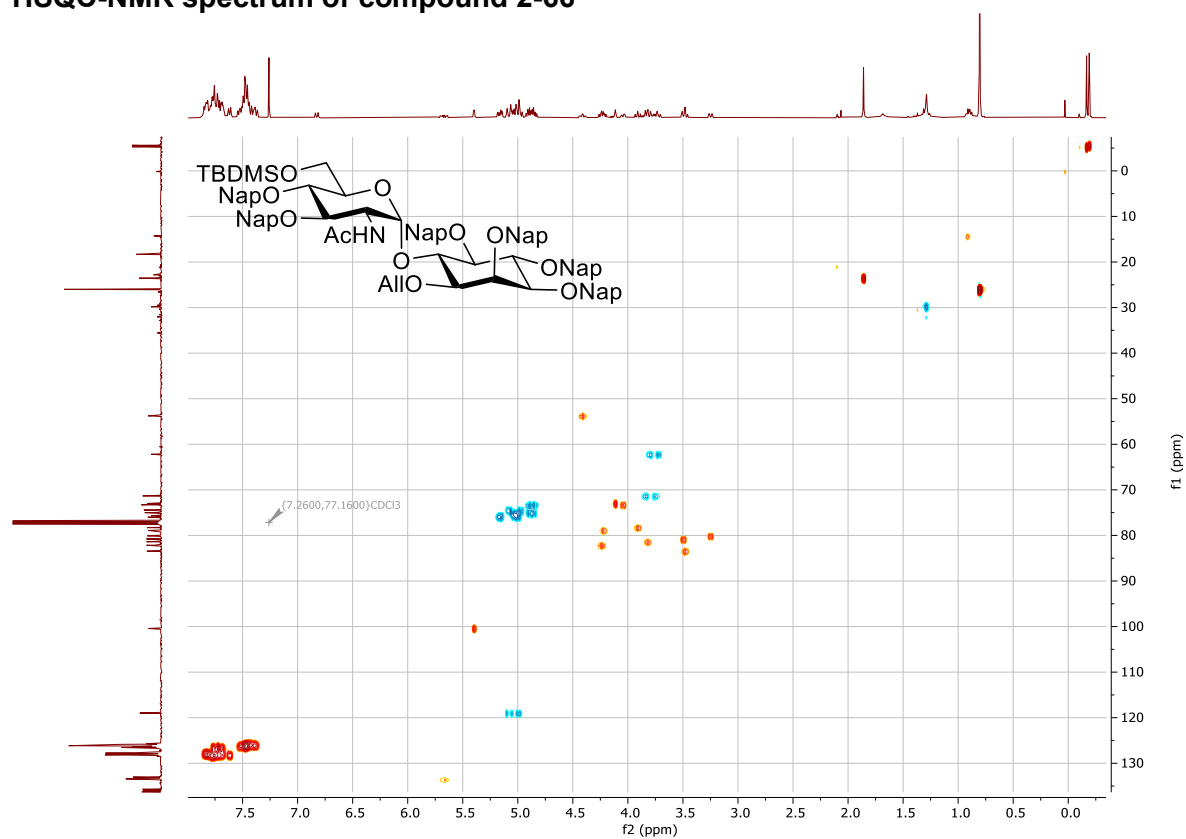 HSQC-NMR spectrum of compound 2-66
TBDMSO
O
NapO
NapO
AcHN
NapO
ONap
O
ONap
AllO
ONap
{7.2600,77.1600}CDCl3
0
10
20
30
40
50
60
70
80
90
100
110
120
130
f1 (ppm)
7.5 7.0 6.5 6.0 5.5 5.0 4.5 4.0 3.5 3.0 2.5 2.0 1.5 1.0 0.5 0.0
f2 (ppm)